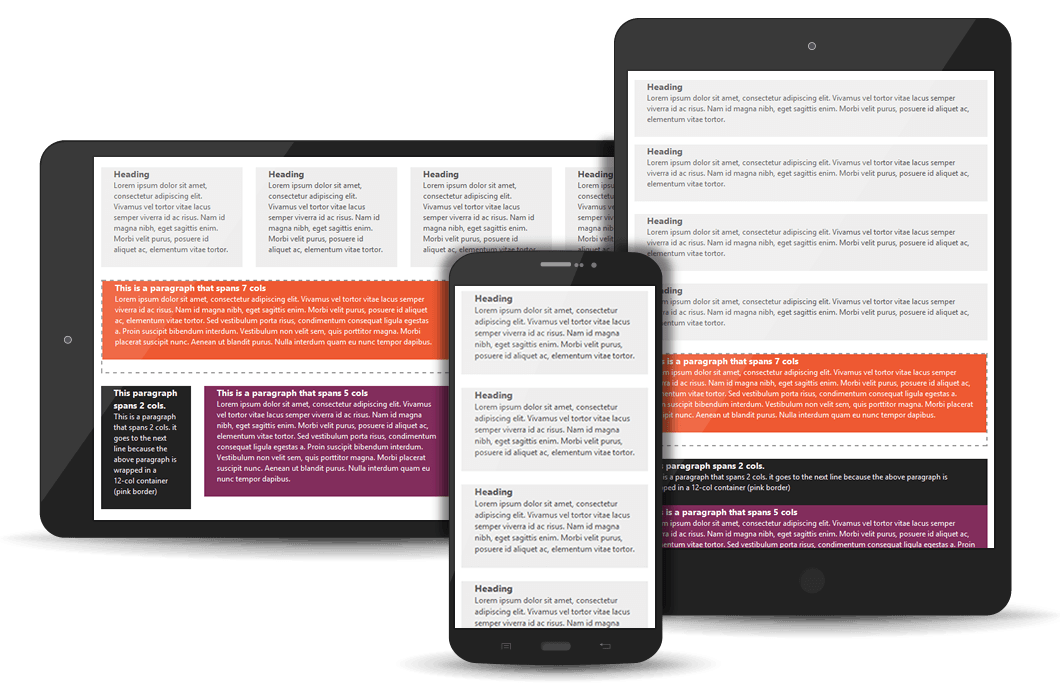 Heading
Lorem ipsum dolor sit amet,
consectetur adipiscing elit.
Vivamus vel tortor vitae lacus
semper viverra id ac risus. Nam id
magna nibh, eget sagittis enim.
Morbi velit purus, posuere id
aliquet ac, elementum vitae tortor.
Heading
Lorem ipsum dolor sit amet,
consectetur adipiscing elit.
Vivamus vel tortor vitae lacus
semper viverra id ac risus. Nam id
magna nibh, eget sagittis enim.
Morbi velit purus, posuere id
aliquet ac, elementum vitae tortor.
Heading
Lorem ipsum dolor sit amet,
consectetur adipiscing elit.
Vivamus vel tortor vitae lacus
semper viverra id ac risus. Nam id
magna nibh, eget sagittis enim.
Morbi velit purus, posuere id
aliquet ac, elementum vitae tortor.
Heading
Lorem ips
consectet
Vivamus v
semper viv
magna nib
Morbi velit
aliquet ac,
This is a paragraph that spans 7 cols
Lorem ipsum dolor sit amet, consectetur adipiscing elit. Vivamus vel tortor vitae lacus
semper viverra id ac risus. Nam id magna nibh, eget sagittis enim. Morbi velit purus, posuere id aliquet
ac, elementum vitae tortor. Sed vestibulum porta risus, condimentum consequat ligula egestas
a. Proin suscipit bibendum interdum. Vestibulum non velit sem, quis porttitor magna. Morbi
placerat suscipit nunc. Aenean ut blandit purus. Nulla interdum quam eu nunc tempor dapibus.
This paragraph
spans 2 cols.
This is a paragraph
that spans 2 cols. it
goes to the next
line because the
above paragraph is
wrapped in a
12-col container
(pink border)
This is a paragraph that spans 5 cols
Lorem ipsum dolor sit amet, consectetur adipiscing elit. Vivamus
vel tortor vitae lacus semper viverra id ac risus. Nam id magna
nibh, eget sagittis enim. Morbi velit purus, posuere id aliquet ac,
elementum vitae tortor. Sed vestibulum porta risus, condimentum
consequat ligula egestas a. Proin suscipit bibendum interdum.
Vestibulum non velit sem, quis porttitor magna. Morbi placerat
suscipit nunc. Aenean ut blandit purus. Nulla interdum quam eu
nunc tempor dapibus.
Heading
Lorem ipsum dolor sit amet, consectetur
adipiscing elit. Vivamus vel tortor vitae lacus
semper viverra id ac risus. Nam id magna
nibh, eget sagittis enim. Morbi velit purus,
posuere id aliquet ac, elementum vitae tortor.
Heading
Lorem ipsum dolor sit amet, consectetur
adipiscing elit. Vivamus vel tortor vitae lacus
semper viverra id ac risus. Nam id magna
nibh, eget sagittis enim. Morbi velit purus,
posuere id aliquet ac, elementum vitae tortor.
Heading
Lorem ipsum dolor sit amet, consectetur
adipiscing elit. Vivamus vel tortor vitae lacus
semper viverra id ac risus. Nam id magna
nibh, eget sagittis enim. Morbi velit purus,
posuere id aliquet ac, elementum vitae tortor.
Heading
Lorem ipsum dolor sit amet, consectetur
adipiscing elit. Vivamus vel tortor vitae lacus
semper viverra id ac risus. Nam id magna
Heading
Lorem ipsum dolor sit amet, consectetur adipiscing elit. Vivamus vel tortor vitae lacus semper
viverra id ac risus. Nam id magna nibh, eget sagittis enim. Morbi velit purus, posuere id aliquet ac,
elementum vitae tortor.
Heading
Lorem ipsum dolor sit amet, consectetur adipiscing elit. Vivamus vel tortor vitae lacus semper
viverra id ac risus. Nam id magna nibh, eget sagittis enim. Morbi velit purus, posuere id aliquet ac,
elementum vitae tortor.
Heading
Lorem ipsum dolor sit amet, consectetur adipiscing elit. Vivamus vel tortor vitae lacus semper
viverra id ac risus. Nam id magna nibh, eget sagittis enim. Morbi velit purus, posuere id aliquet ac,
elementum vitae tortor.
ding
ipsum dolor sit amet, consectetur adipiscing elit. Vivamus vel tortor vitae lacus semper
id ac risus. Nam id magna nibh, eget sagittis enim. Morbi velit purus, posuere id aliquet ac,
tum vitae tortor.
is a paragraph that spans 7 cols
ipsum dolor sit amet, consectetur adipiscing elit. Vivamus vel tortor vitae lacus semper
id ac risus. Nam id magna nibh, eget sagittis enim. Morbi velit purus, posuere id aliquet ac,
tum vitae tortor. Sed vestibulum porta risus, condimentum consequat ligula egestas a.
suscipit bibendum interdum. Vestibulum non velit sem, quis porttitor magna. Morbi placerat
nunc. Aenean ut blandit purus. Nulla interdum quam eu nunc tempor dapibus.
paragraph spans 2 cols.
is a paragraph that spans 2 cols. it goes to the next line because the above paragraph is
ped in a 12-col container (pink border)
is a paragraph that spans 5 cols
ipsum dolor sit amet, consectetur adipiscing elit. Vivamus vel tortor vitae lacus semper
id ac risus. Nam id magna nibh, eget sagittis enim. Morbi velit purus, posuere id aliquet ac,
entum vitae tortor. Sed vestibulum porta risus, condimentum consequat ligula egestas a. Proin